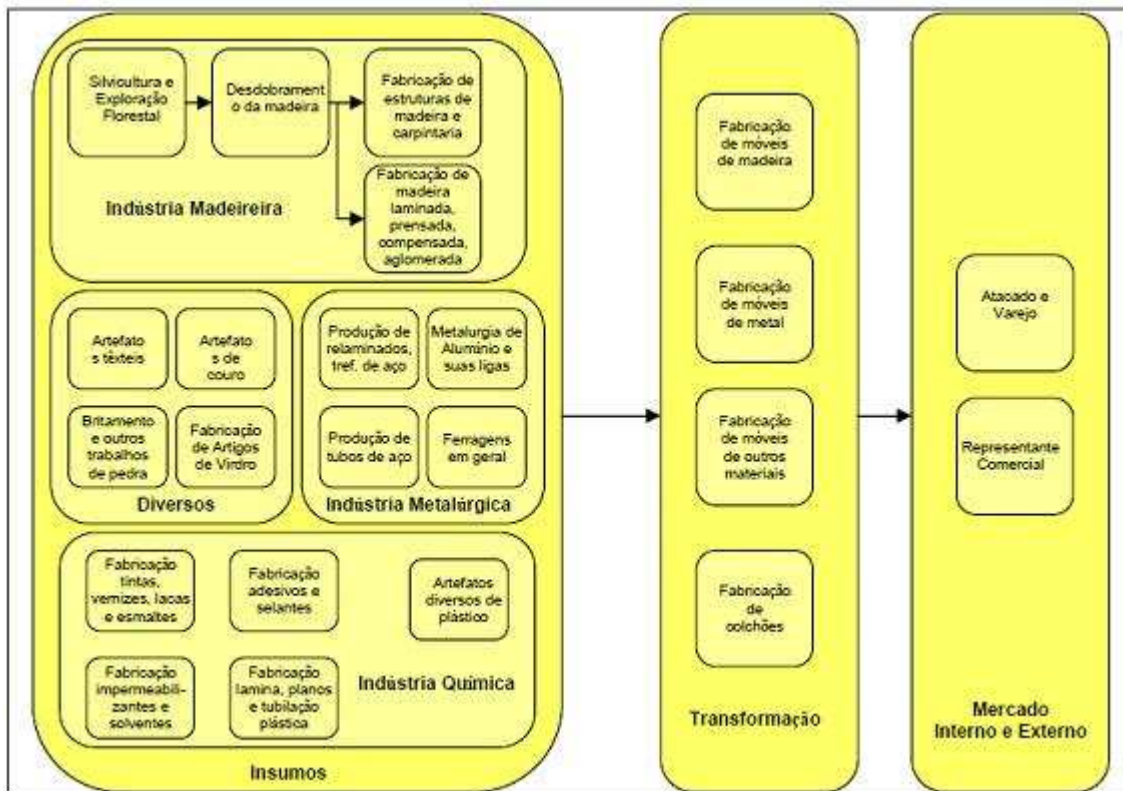 Silvicultura e
Exploração
Florestal
Desdobrament
o da madeira
Fabricação de
estruturas de
madeira e
carpintaria
Fabricação de
madeira
laminada,
prensada,
compensada,
aglomerada
Indústria Madeireira
Artefato
s têxteis
Artefato
s de
couro
Britamento
e outros
trabalhos
de pedra
Fabricação
de Artigos
de Virdro
Diversos
Produção de
relaminados,
tref. de aço
Metalurgia de
Alumínio e
suas ligas
Produção de
tubos de aço
Ferragens
em geral
Indústria Metalúrgica
Fabricação
tintas,
vernizes, lacas
e esmaltes
Fabricação
adesivos e
selantes
Artefatos
diversos de
plástico
Fabricação
impermeabili-
zantes e
solventes
Fabricação
lamina, planos
e tubilação
plástica
Indústria Química
Insumos
Fabricação
de móveis
de madeira
Fabricação
de móveis
de metal
Fabricação
de móveis
de outros
materiais
Fabricação
de
colchões
Transformação
Atacado e
Varejo
Representante
Comercial
Mercado
Interno e Externo